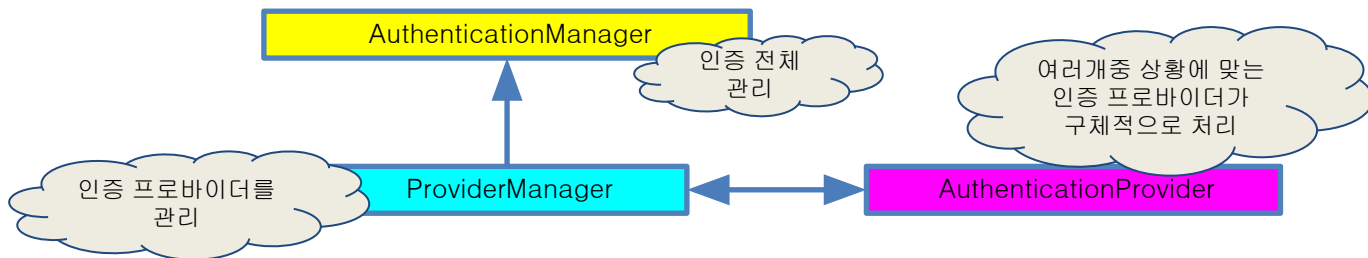 AuthenticationManager
인증 전체
관리
여러개중 상황에 맞는
인증 프로바이더가
구체적으로 처리
인증 프로바이더를
관리
ProviderManager
AuthenticationProvider